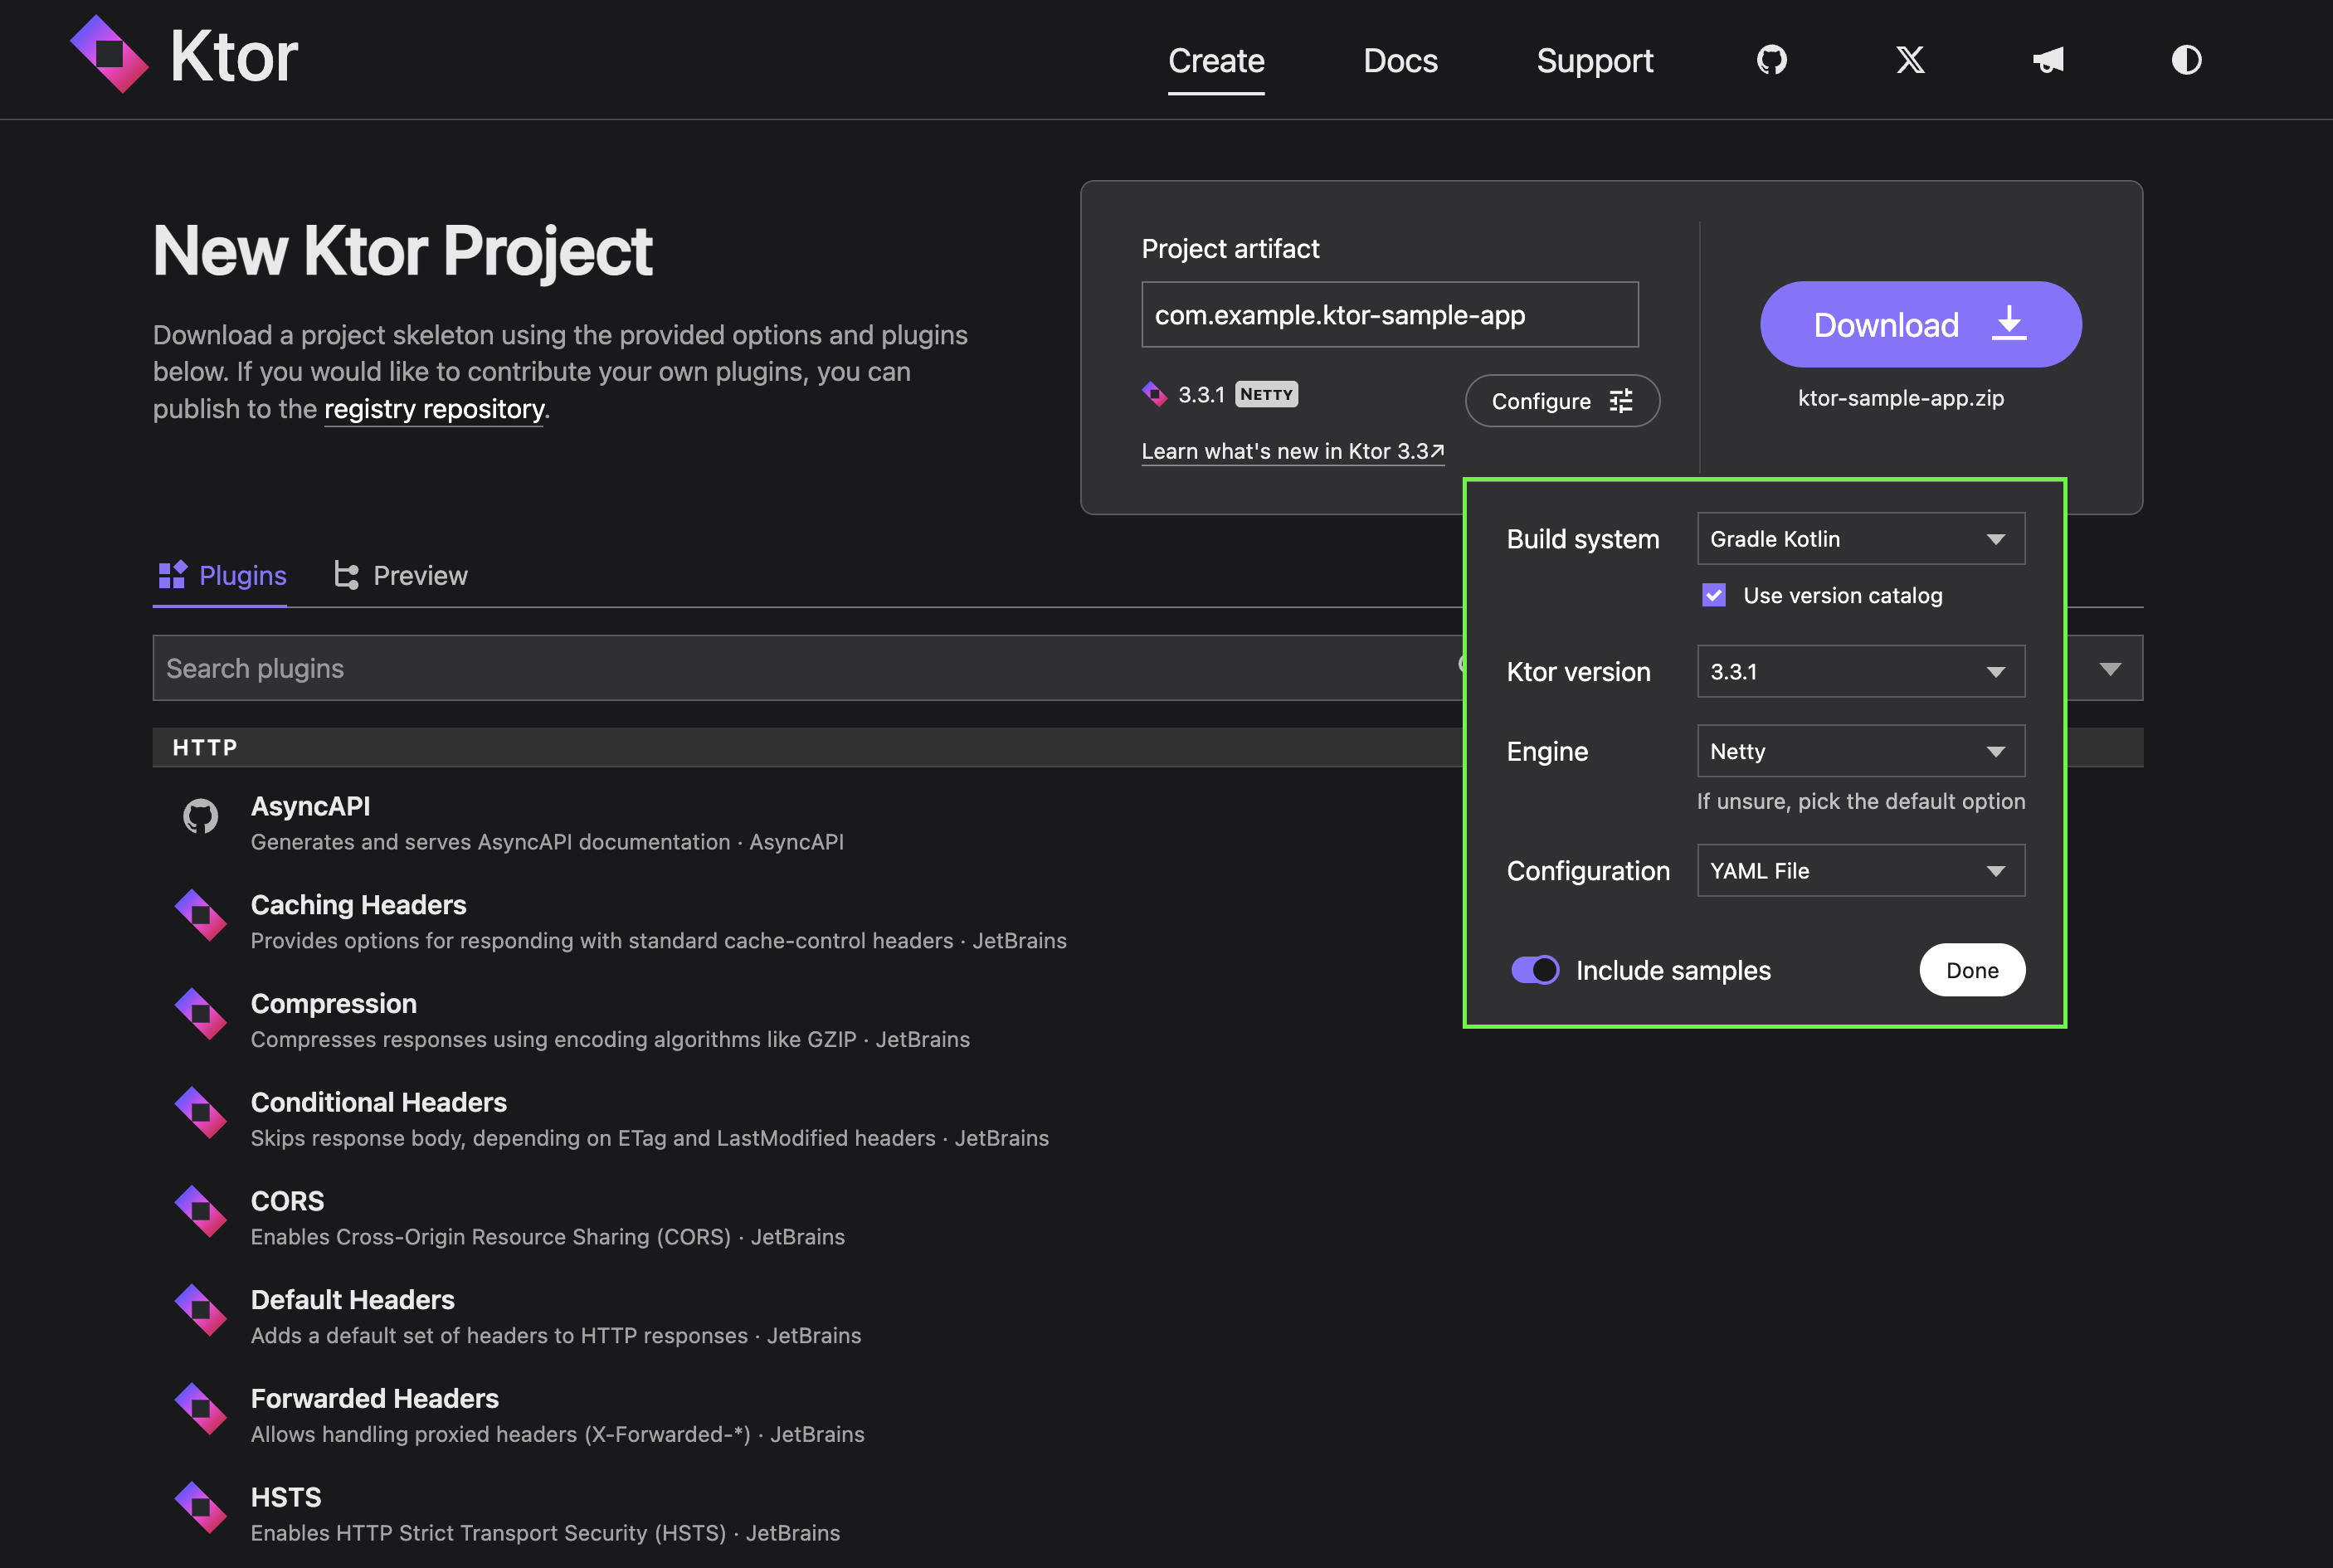 Ktor
Create
Docs
Support
New Ktor Project
Download a project skeleton using the provided options and plugins
below. If you would like to contribute your own plugins, you can
publish to the registry repository.
Project artifact
com.example.ktor-sample-app
3.3.1 NETTY
Configure
Learn what's new in Ktor 3.3↗
Download
ktor-sample-app.zip
Build system
Gradle Kotlin
Use version catalog
Ktor version
3.3.1
Engine
Netty
If unsure, pick the default option
Configuration
YAML File
Include samples
Done
Plugins
Preview
Search plugins
HTTP
AsyncAPI
Generates and serves AsyncAPI documentation · AsyncAPI
Caching Headers
Provides options for responding with standard cache-control headers · JetBrains
Compression
Compresses responses using encoding algorithms like GZIP · JetBrains
Conditional Headers
Skips response body, depending on ETag and LastModified headers · JetBrains
CORS
Enables Cross-Origin Resource Sharing (CORS) · JetBrains
Default Headers
Adds a default set of headers to HTTP responses · JetBrains
Forwarded Headers
Allows handling proxied headers (X-Forwarded-*) · JetBrains
HSTS
Enables HTTP Strict Transport Security (HSTS) · JetBrains